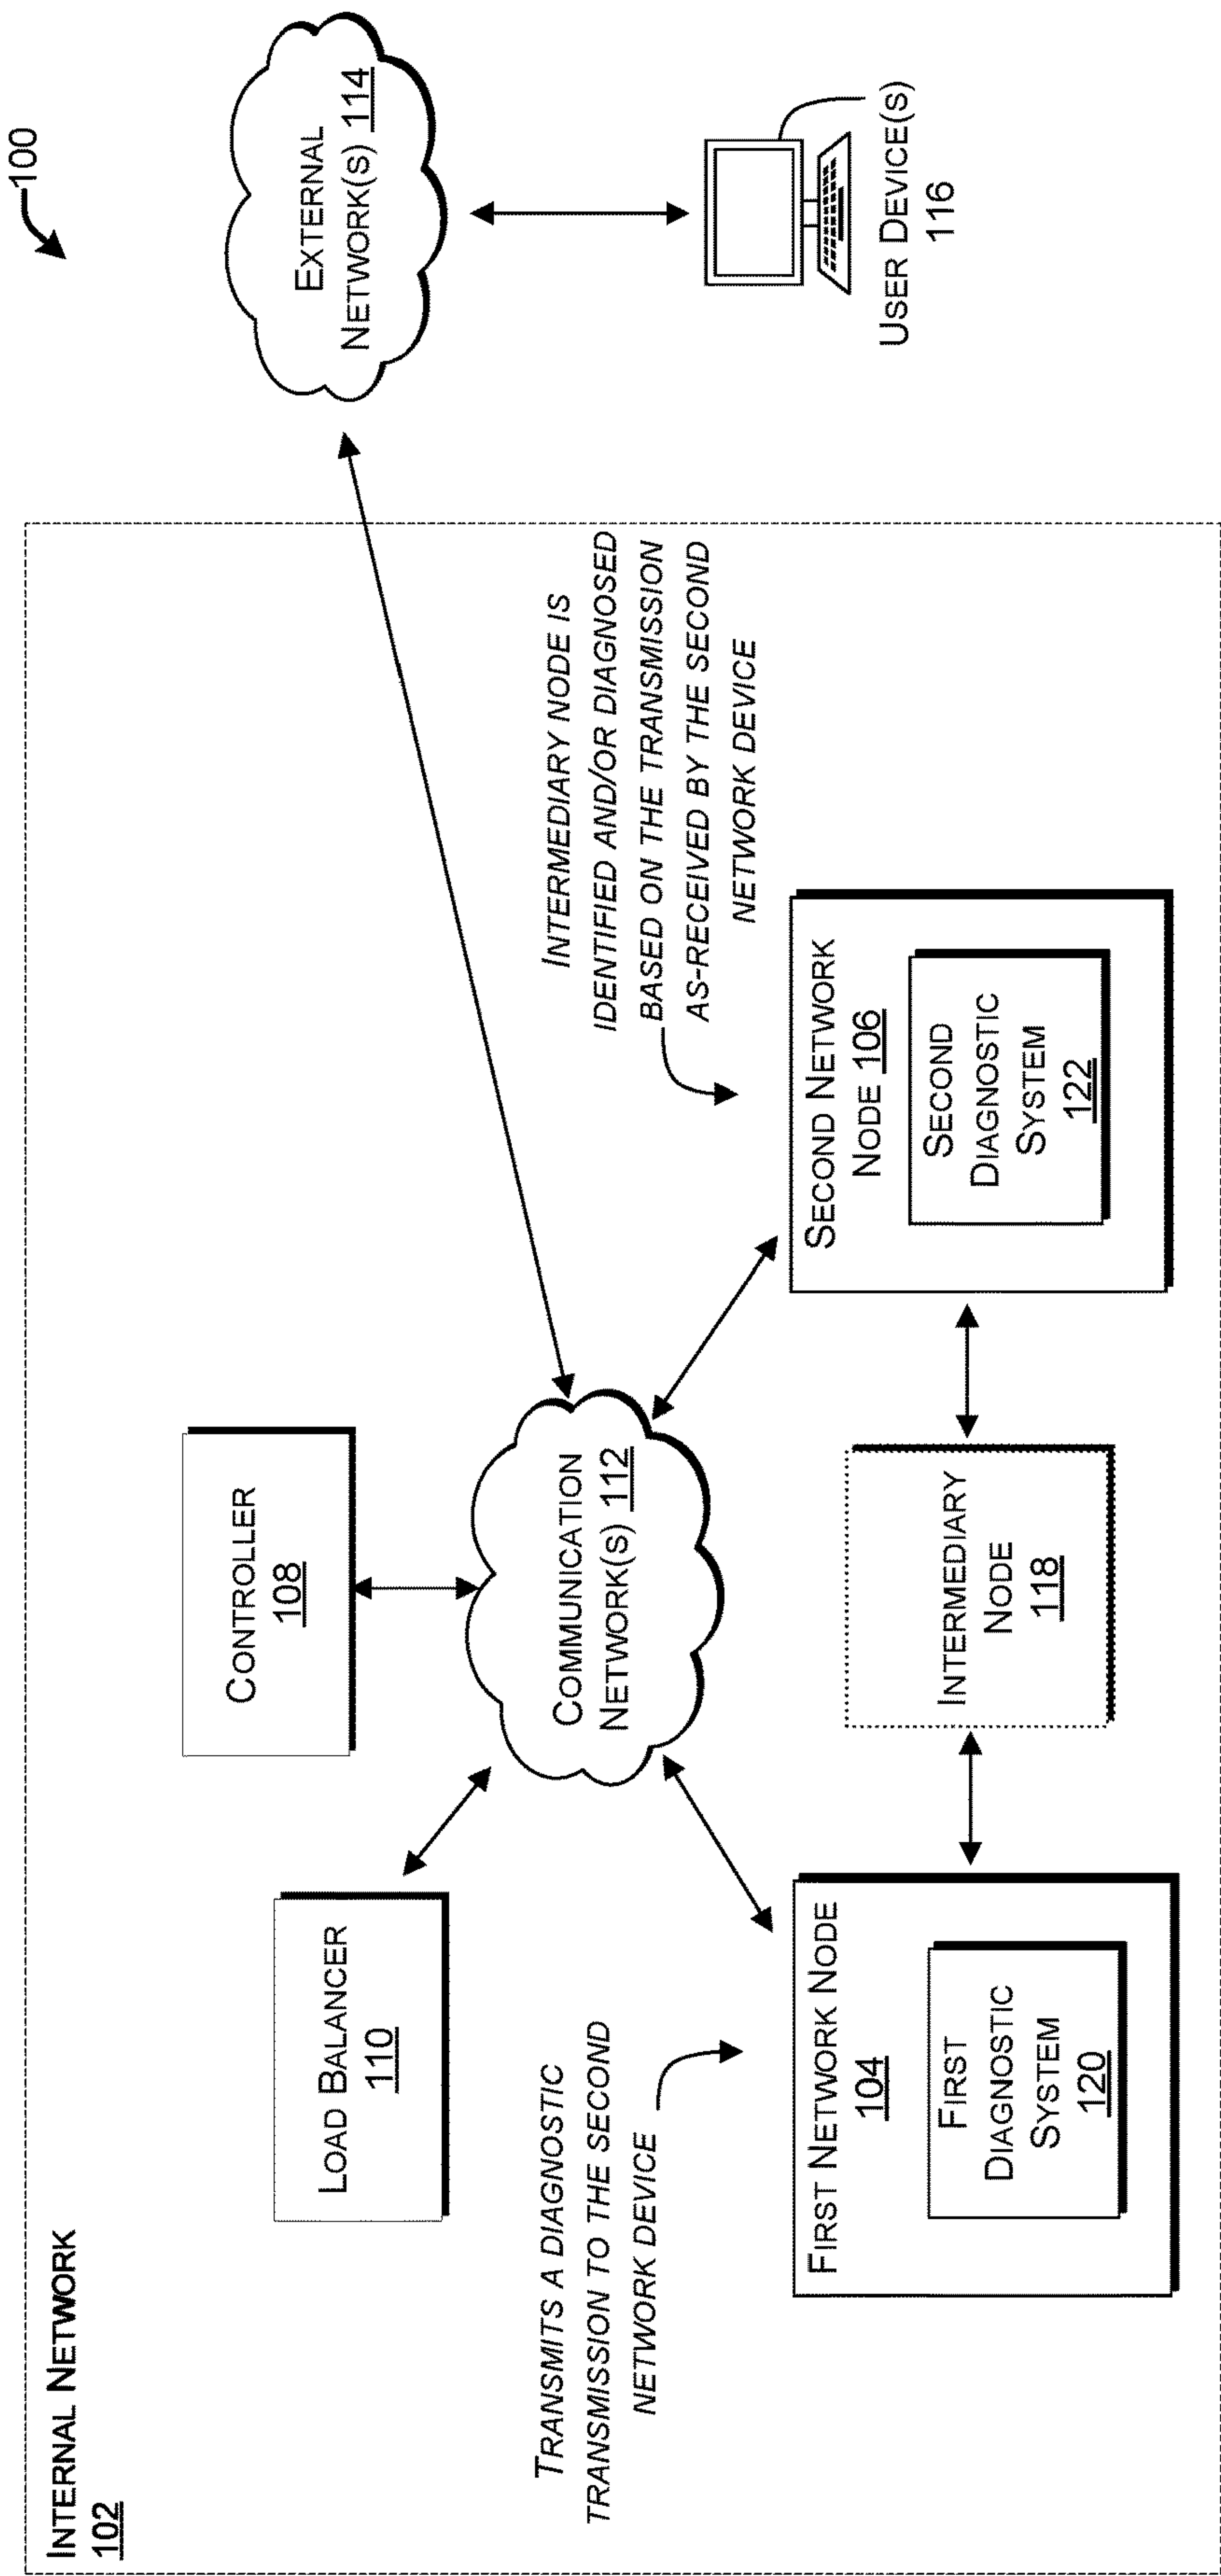 100
INTERNAL NETWORK
102
LOAD BALANCER
110
CONTROLLER
108
EXTERNAL
NETWORK(S) 114
COMMUNICATION
NETWORK(S) 112
TRANSMITS A DIAGNOSTIC
TRANSMISSION TO THE SECOND
NETWORK DEVICE
INTERMEDIARY NODE IS
IDENTIFIED AND/OR DIAGNOSED
BASED ON THE TRANSMISSION
AS-RECEIVED BY THE SECOND
NETWORK DEVICE
USER DEVICE(S)
116
FIRST NETWORK NODE
104
FIRST
DIAGNOSTIC
SYSTEM
120
INTERMEDIARY
NODE
118
SECOND NETWORK
NODE 106
SECOND
DIAGNOSTIC
SYSTEM
122